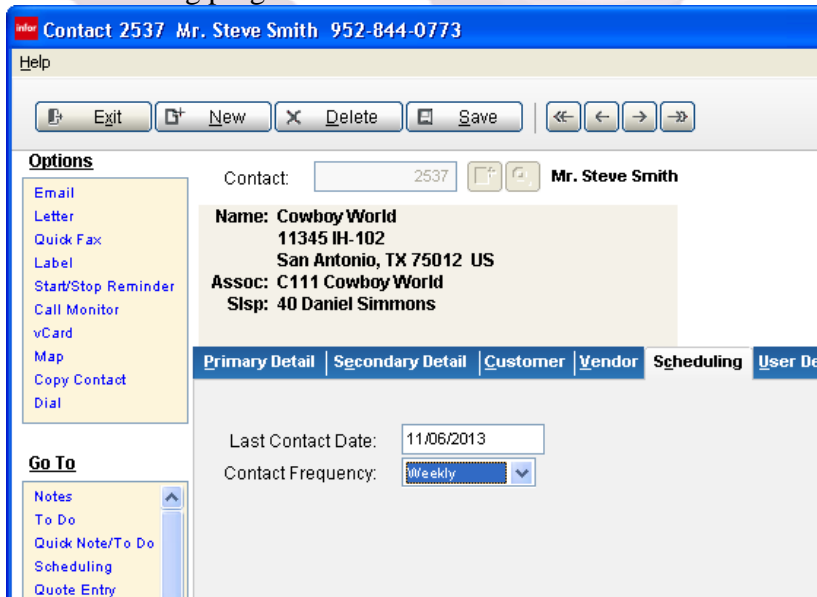 infor Contact 2537 Mr. Steve Smith 952-844-0773
Help
Exit New Delete Save
Options
Email
Letter
Quick Fax
Label
Start/Stop Reminder
Call Monitor
vCard
Map
Copy Contact
Dial
Go To
Notes
To Do
Quick Note/To Do
Scheduling
Quote Entry
Contact: 2537 Mr. Steve Smith
Name: Cowboy World
11345 IH-102
San Antonio, TX 75012 US
Assoc: C111 Cowboy World
Slsp: 40 Daniel Simmons
Primary Detail Secondary Detail Customer Vendor Scheduling User De
Last Contact Date: 11/06/2013
Contact Frequency: Weekly